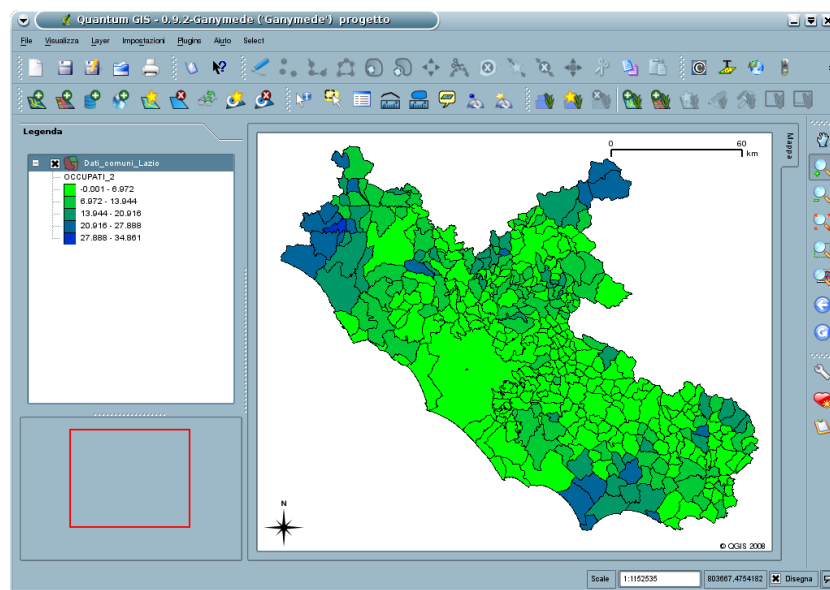 Quantum GIS - 0.9.2-Ganymede ('Ganymede') progetto
File Visualizza Layer Impostazioni Plugins Aiuto Select
Legenda
Dati_comuni_Lazio
OCCUPATI_2
-0.001 - 6.972
6.972 - 13.944
13.944 - 20.916
20.916 - 27.888
27.888 - 34.861
0 60
km
Mappa
N
© QGIS 2008
Scale 1:1152535 803667,4754182 Disegna